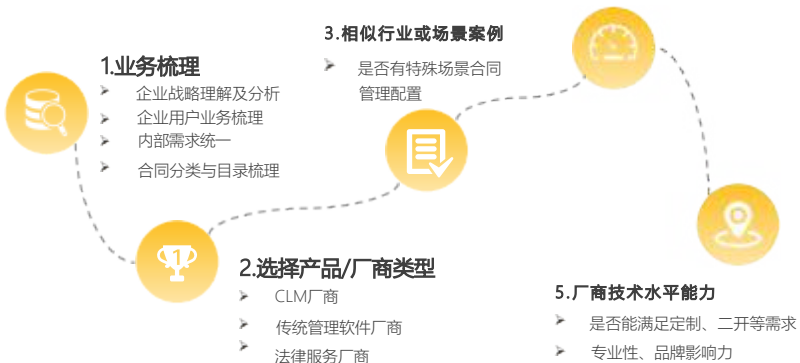 1.业务梳理
企业战略理解及分析
企业用户业务梳理
内部需求统一
合同分类与目录梳理
1
2.选择产品/厂商类型
CLM厂商
传统管理软件厂商
法律服务厂商
3.相似行业或场景案例
是否有特殊场景合同
管理配置
5.厂商技术水平能力
是否能满足定制、二开等需求
专业性、品牌影响力